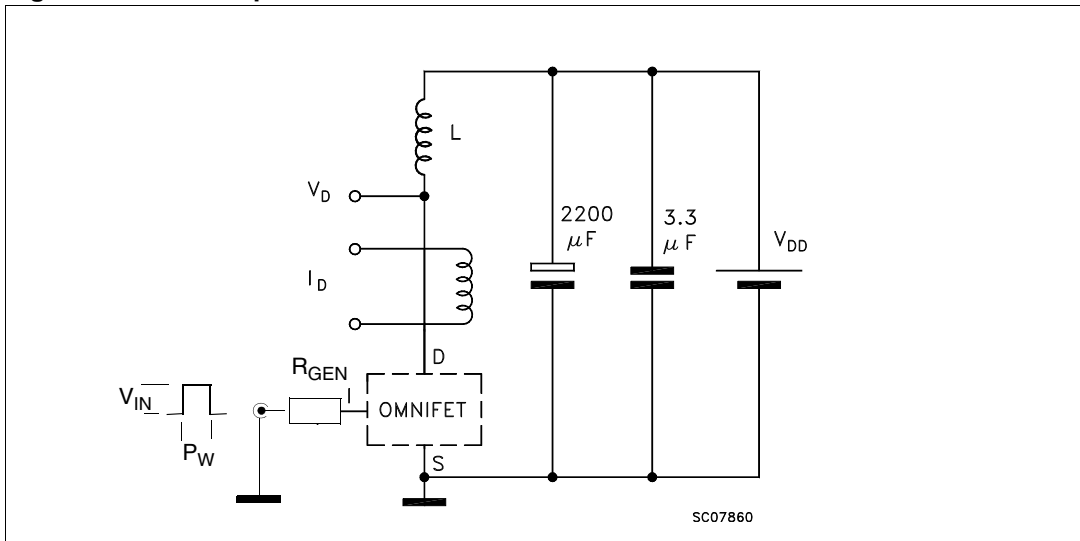 L
V_D
2200
μF
3.3
μF
V_DD
I_D
D
R_GEN
I
V_IN
OMNIFET
P_W
S
SC07860